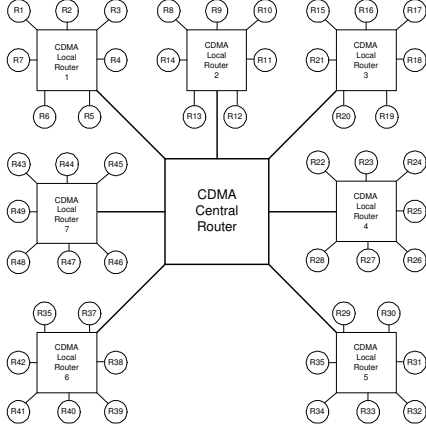 R1 R2 R3 R8 R9 R10 R15 R16 R17
CDMA
Local
Router
1
CDMA
Local
Router
2
CDMA
Local
Router
3
R7 R4 R14 R11 R21 R18
R6 R5 R13 R12 R20 R19
R43 R44 R45 R22 R23 R24
CDMA
Local
Router
7
CDMA
Central
Router
CDMA
Local
Router
4
R49 R25
R48 R47 R46 R28 R27 R26
R35 R37 R29 R30
CDMA
Local
Router
6
CDMA
Local
Router
5
R42 R38 R35 R31
R41 R40 R39 R34 R33 R32